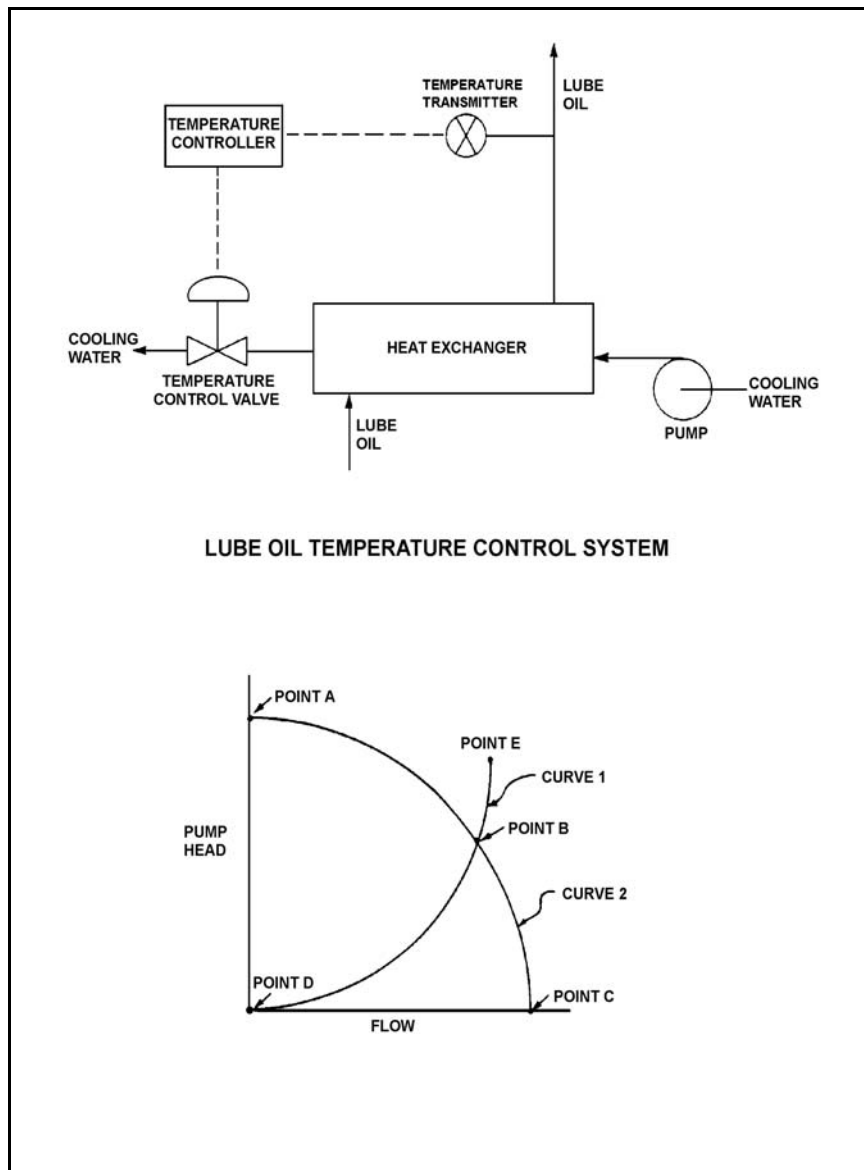 LUBE
OIL
TEMPERATURE
TRANSMITTER
TEMPERATURE
CONTROLLER
COOLING
WATER
TEMPERATURE
CONTROL VALVE
HEAT EXCHANGER
LUBE
OIL
COOLING
WATER
PUMP
LUBE OIL TEMPERATURE CONTROL SYSTEM
POINT A
POINT E
CURVE 1
PUMP
HEAD
POINT B
CURVE 2
POINT D
POINT C
FLOW